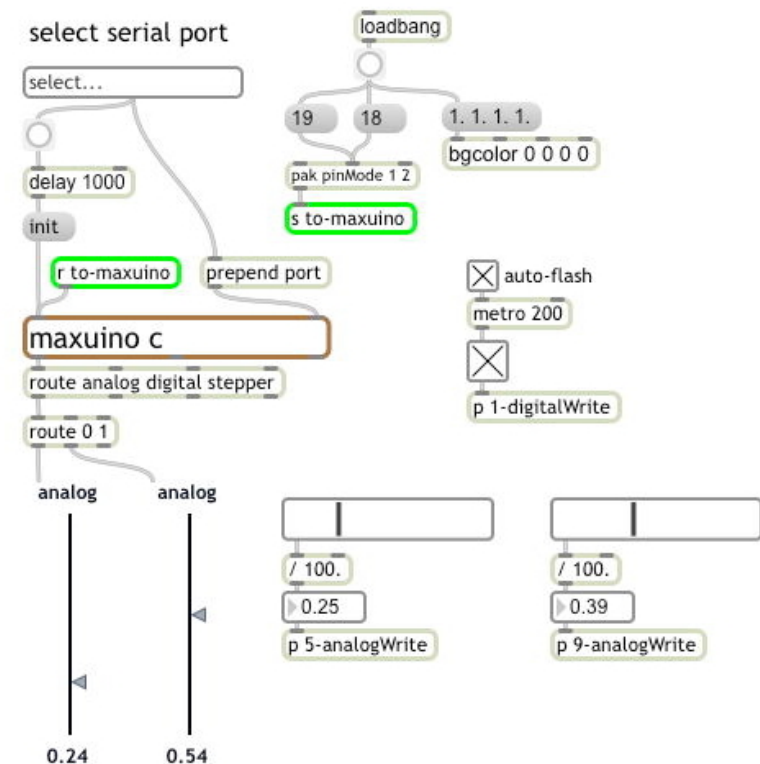 select serial port
select...
delay 1000
init
r to-maxuino
prepend port
maxuino c
route analog digital stepper
route 0 1
analog
analog
0.24
0.54
loadbang
19
18
1. 1. 1. 1.
pak pinMode 1 2
bgcolor 0 0 0 0
s to-maxuino
auto-flash
metro 200
p 1-digitalWrite
/ 100.
0.25
p 5-analogWrite
/ 100.
0.39
p 9-analogWrite